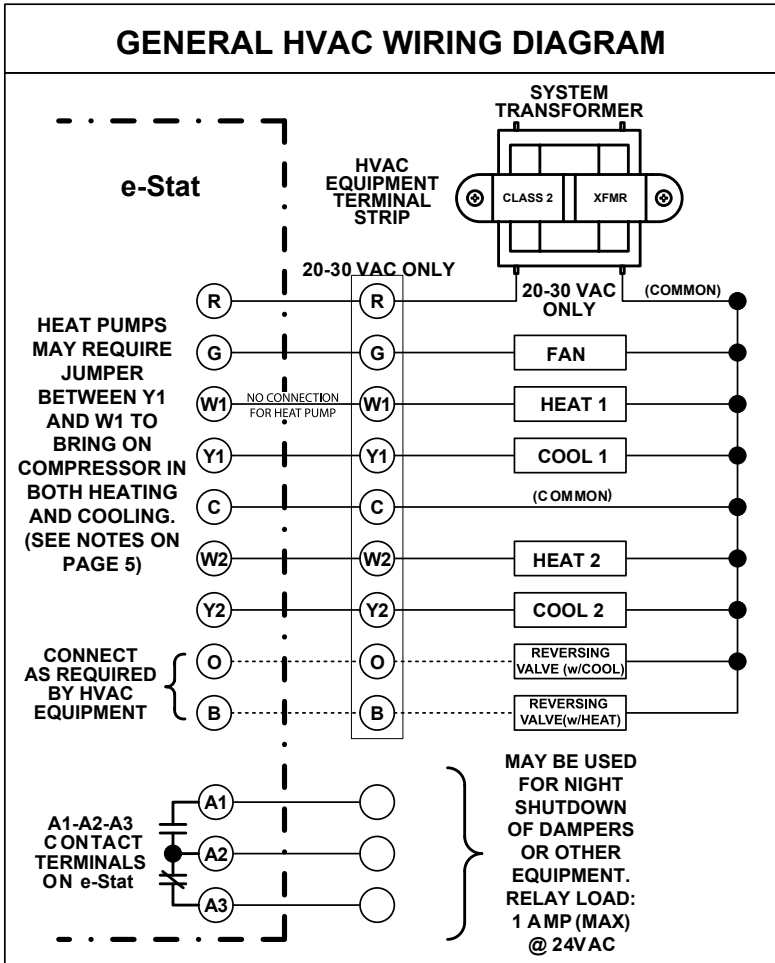 GENERAL HVAC WIRING DIAGRAM
SYSTEM
TRANSFORMER
e-Stat
HVAC
EQUIPMENT
TERMINAL
STRIP
CLASS 2
XFMR
20-30 VAC ONLY
20-30 VAC
ONLY
(COMMON)
HEAT PUMPS
MAY REQUIRE
JUMPER
BETWEEN Y1
AND W1 TO
BRING ON
COMPRESSOR IN
BOTH HEATING
AND COOLING.
(SEE NOTES ON
PAGE 5)
R
R
G
G
FAN
W1
NO CONNECTION
FOR HEAT PUMP
W1
HEAT 1
Y1
Y1
COOL 1
C
C
(COMMON)
W2
W2
HEAT 2
Y2
Y2
COOL 2
CONNECT
AS REQUIRED
BY HVAC
EQUIPMENT
O
O
REVERSING
VALVE (w/COOL)
B
B
REVERSING
VALVE(w/HEAT)
A1-A2-A3
CONTACT
TERMINALS
ON e-Stat
A1
A2
A3
MAY BE USED
FOR NIGHT
SHUTDOWN
OF DAMPERS
OR OTHER
EQUIPMENT.
RELAY LOAD:
1 AMP (MAX)
@ 24VAC